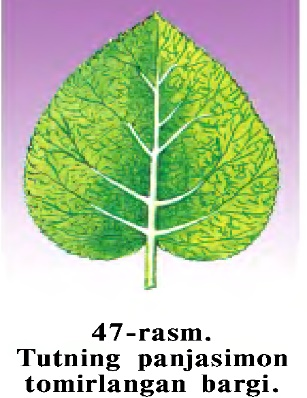 47-rasm.
Tutning panjasimon
tomirlangan bargi.